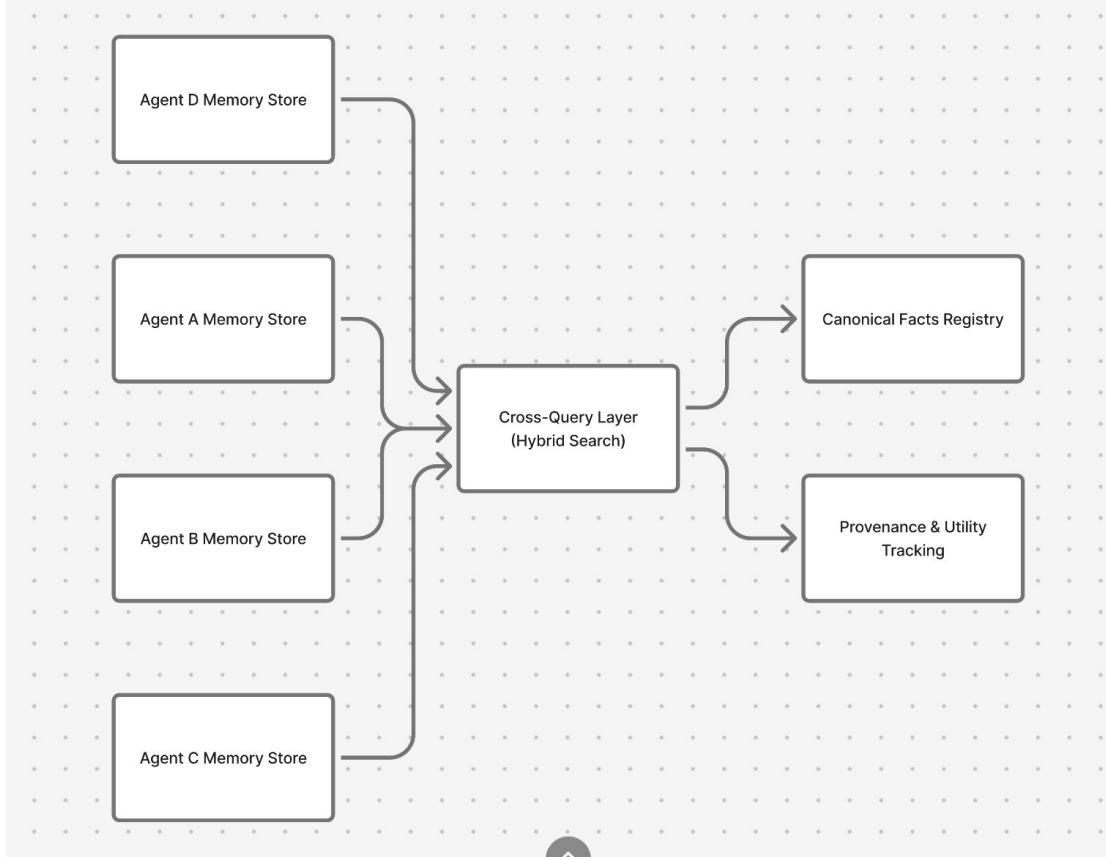 Agent D Memory Store
Agent A Memory Store
Canonical Facts Registry
Cross-Query Layer
(Hybrid Search)
Agent B Memory Store
Provenance & Utility
Tracking
Agent C Memory Store